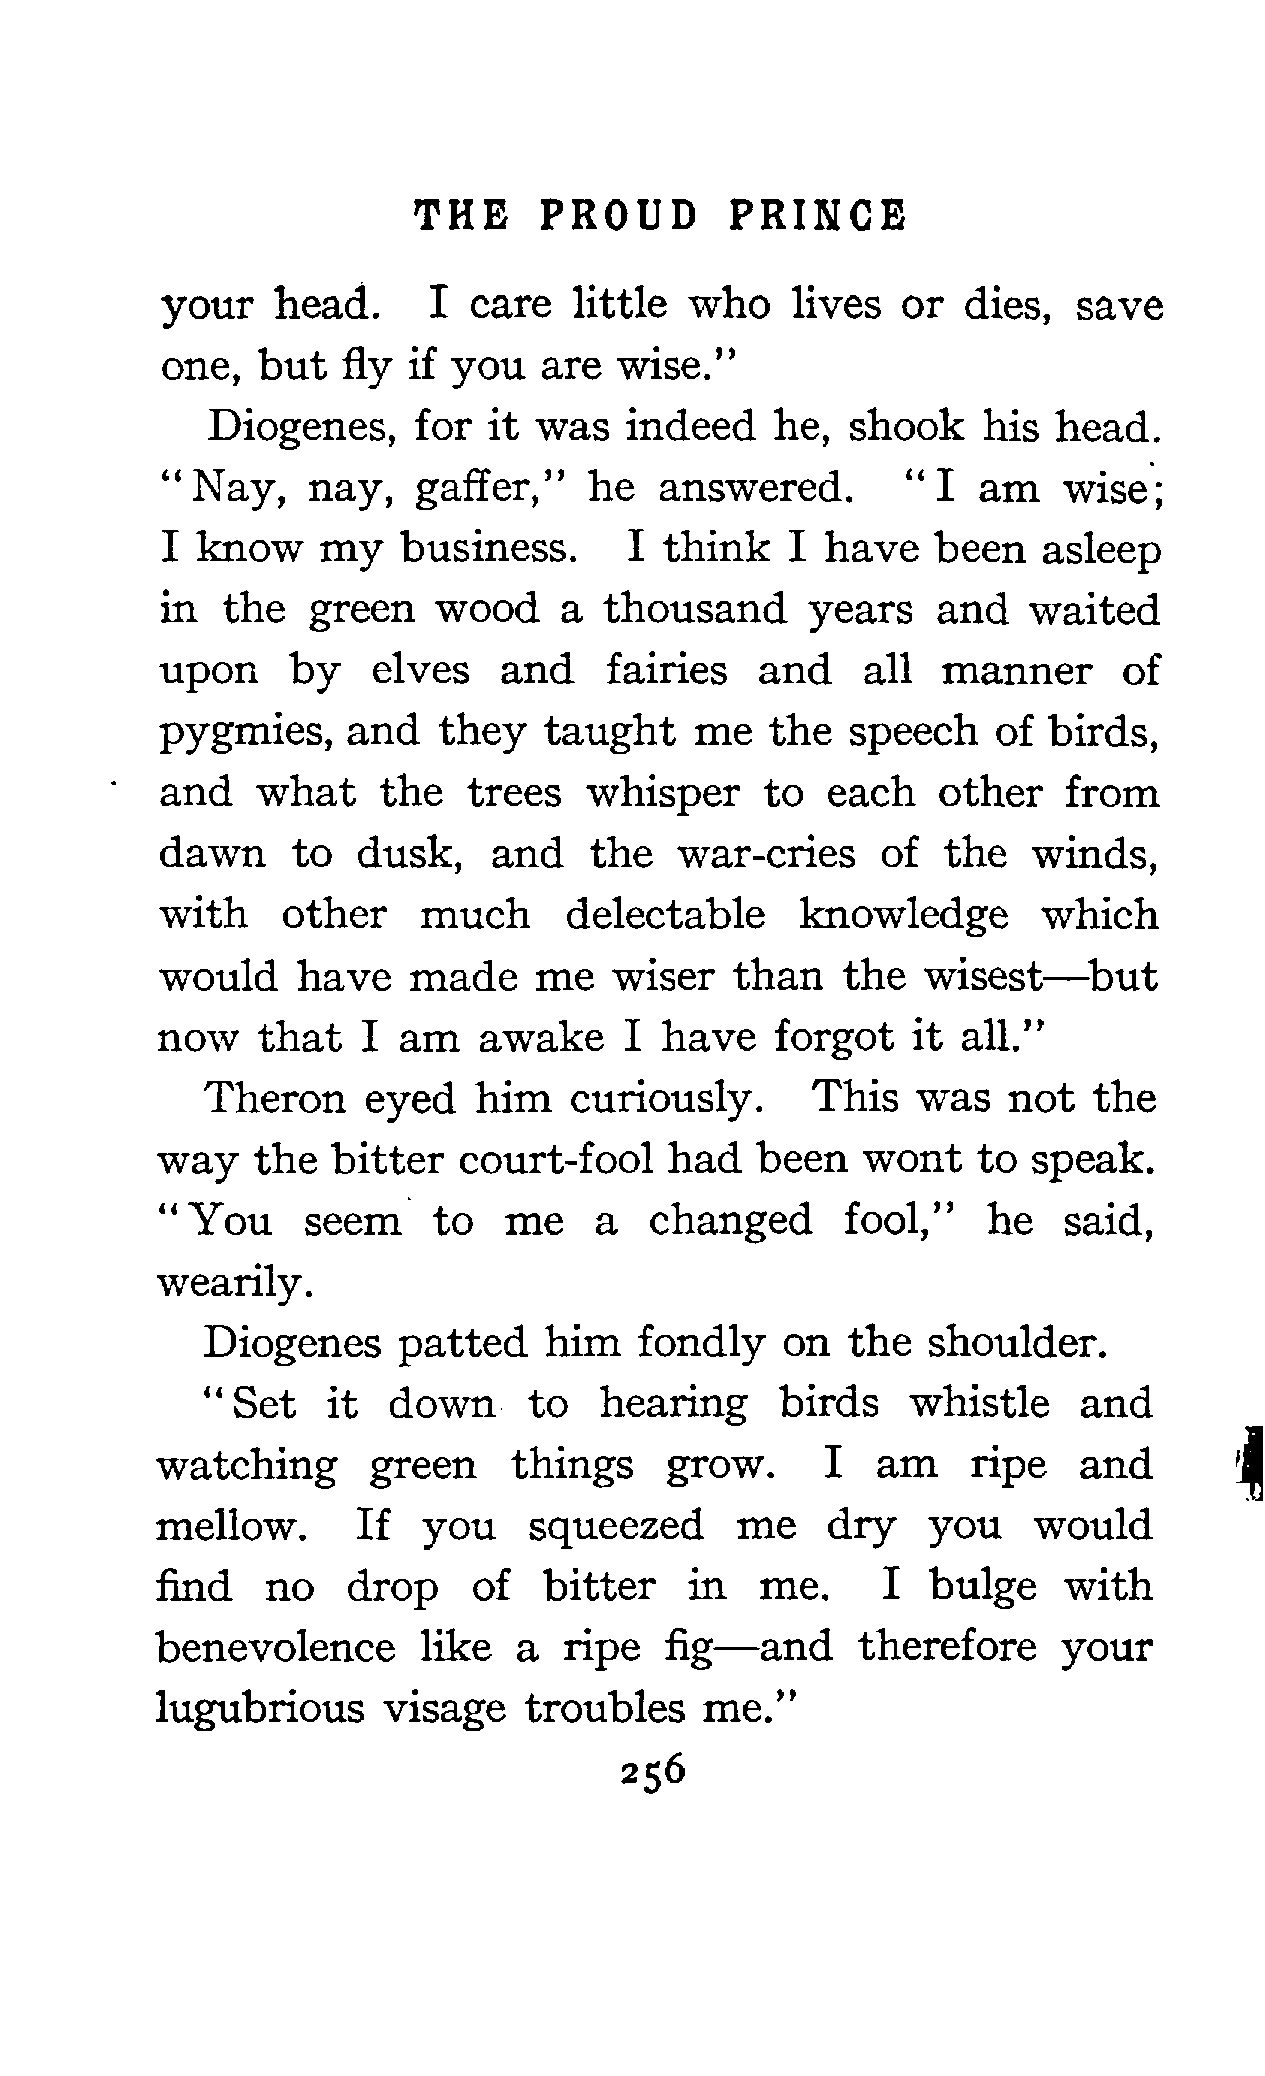 THE PROUD PRINCE
your head. I care little who lives or dies, save
one, but fly if you are wise."
Diogenes, for it was indeed he, shook his head.
"Nay, nay, gaffer," he answered. "I am wise;
I know my business. I think I have been asleep
in the green wood a thousand years and waited
upon by elves and fairies and all manner of
pygmies, and they taught me the speech of birds,
and what the trees whisper to each other from
dawn to dusk, and the war-cries of the winds,
with other much delectable knowledge which
would have made me wiser than the wisest—but
now that I am awake I have forgot it all."
Theron eyed him curiously. This was not the
way the bitter court-fool had been wont to speak.
"You seem to me a changed fool," he said,
wearily.
Diogenes patted him fondly on the shoulder.
"Set it down to hearing birds whistle and
watching green things grow. I am ripe and
mellow. If you squeezed me dry you would
find no drop of bitter in me. I bulge with
benevolence like a ripe fig—and therefore your
lugubrious visage troubles me."
256